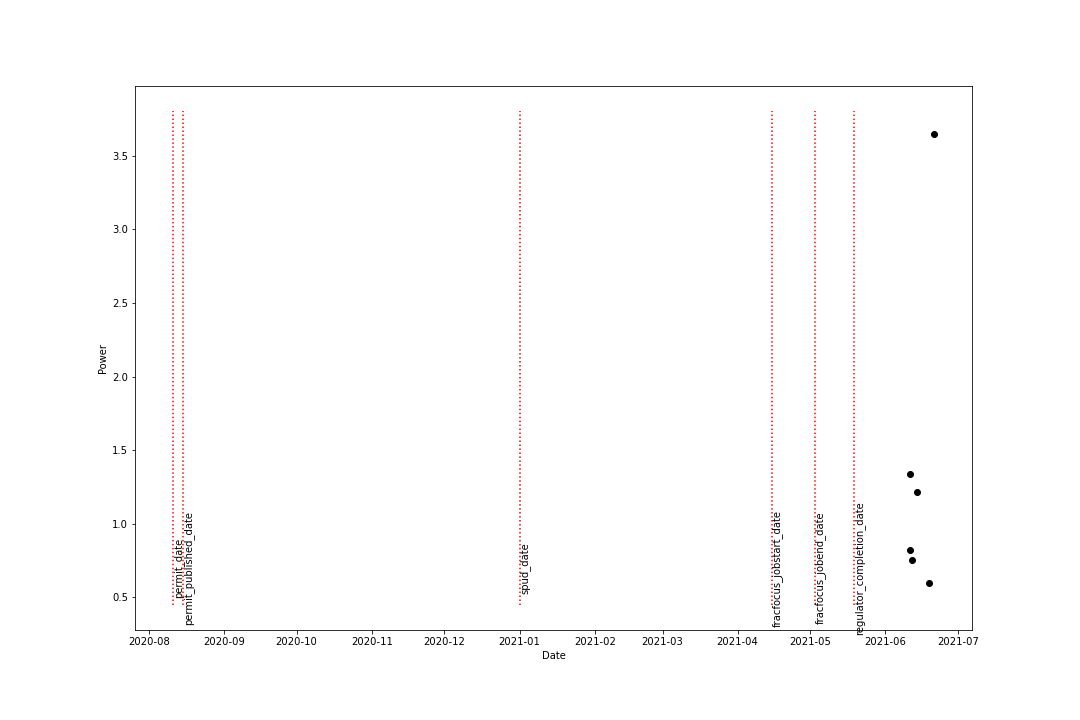 3.5
3.0
2.5
2.0
1.5
1.0
0.5
Power
permit_date
permit_published_date
spud_date
fracfocus_jobstart_date
fracfocus_jobend_date
regulator_completion_date
2020-08 2020-09 2020-10 2020-11 2020-12 2021-01 2021-02 2021-03 2021-04 2021-05 2021-06 2021-07
Date